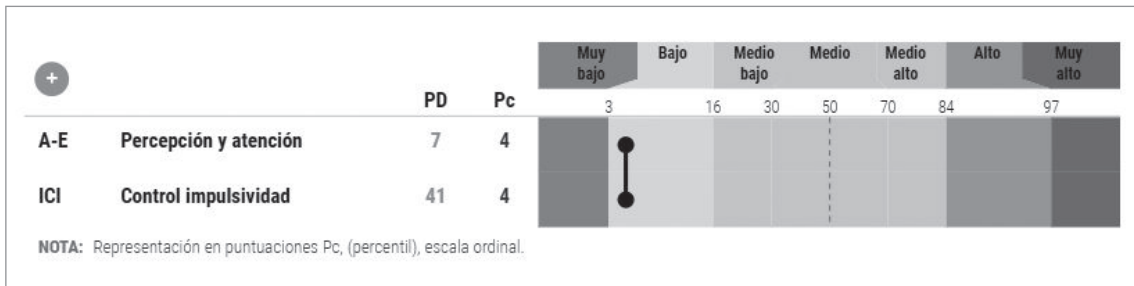 Muy bajo Bajo Medio bajo Medio Medio alto Alto Muy alto
+
PD Pc 3 16 30 50 70 84 97
A-E Percepción y atención 7 4
ICI Control impulsividad 41 4
NOTA: Representación en puntuaciones Pc, (percentil), escala ordinal.